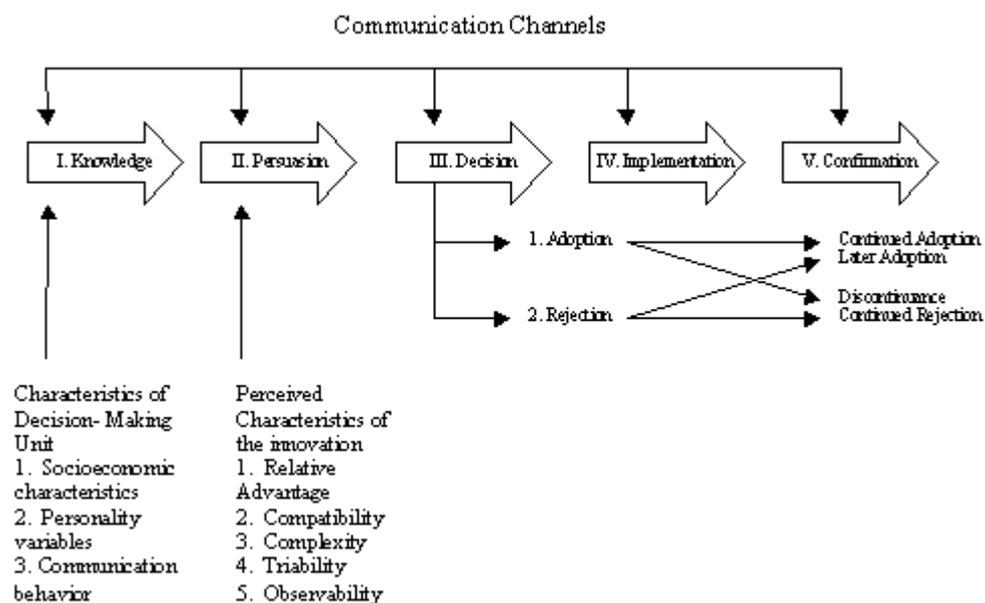 Communication Channels
I. Knowledge
II. Persuasion
III. Decision
IV. Implementation
V. Confirmation
1. Adoption
Continued Adoption
Later Adoption
Discontinuance
2. Rejection
Continued Rejection
Characteristics of
Decision- Making
Unit
1. Socioeconomic
characteristics
2. Personality
variables
3. Communication
behavior
Perceived
Characteristics of
the innovation
1. Relative
Advantage
2. Compatibility
3. Complexity
4. Triability
5. Observability